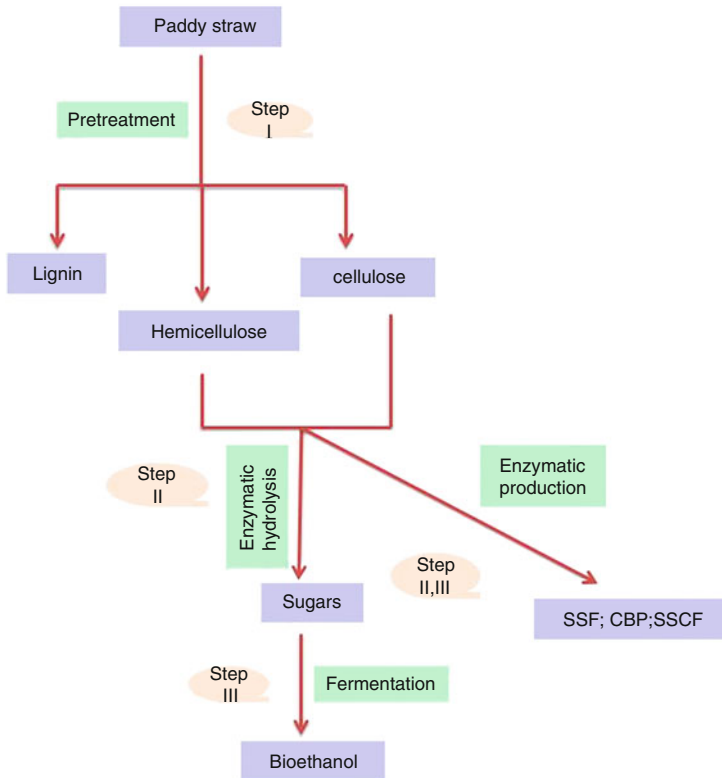 Paddy straw
Pretreatment
Step
I
Lignin
cellulose
Hemicellulose
Step
II
Enzymatic
hydrolysis
Enzymatic
production
Step
II,III
Sugars
SSF; CBP;SSCF
Step
III
Fermentation
Bioethanol